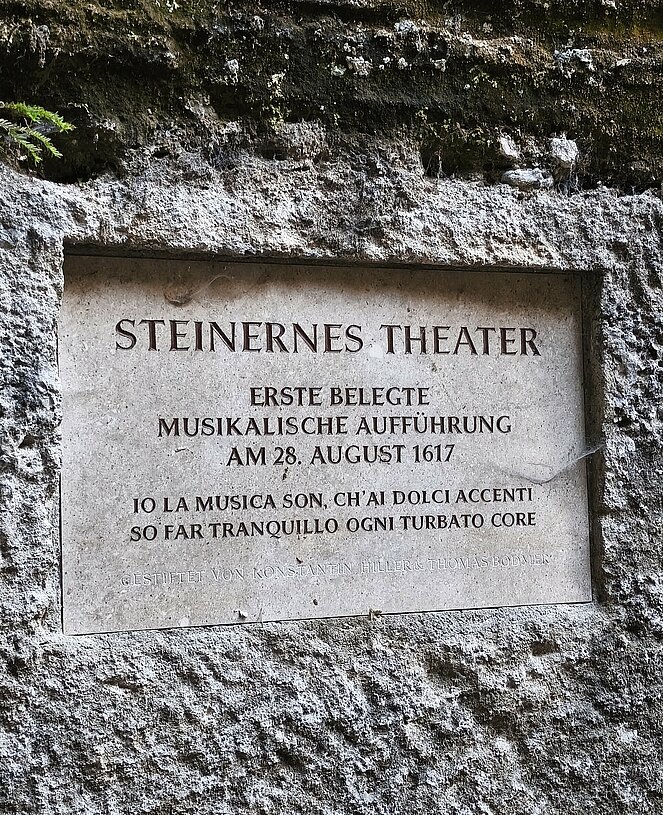 STEINERNES THEATER
ERSTE BELEGTE
MUSIKALISCHE AUFFÜHRUNG
AM 28. AUGUST 1617
IO LA MUSICA SON, CH'AI DOLCI ACCENTI
SO FAR TRANQUILLO OGNI TURBATO CORE
GESTIFTET VON KONSTANTIN HILLER & THOMAS BODMER